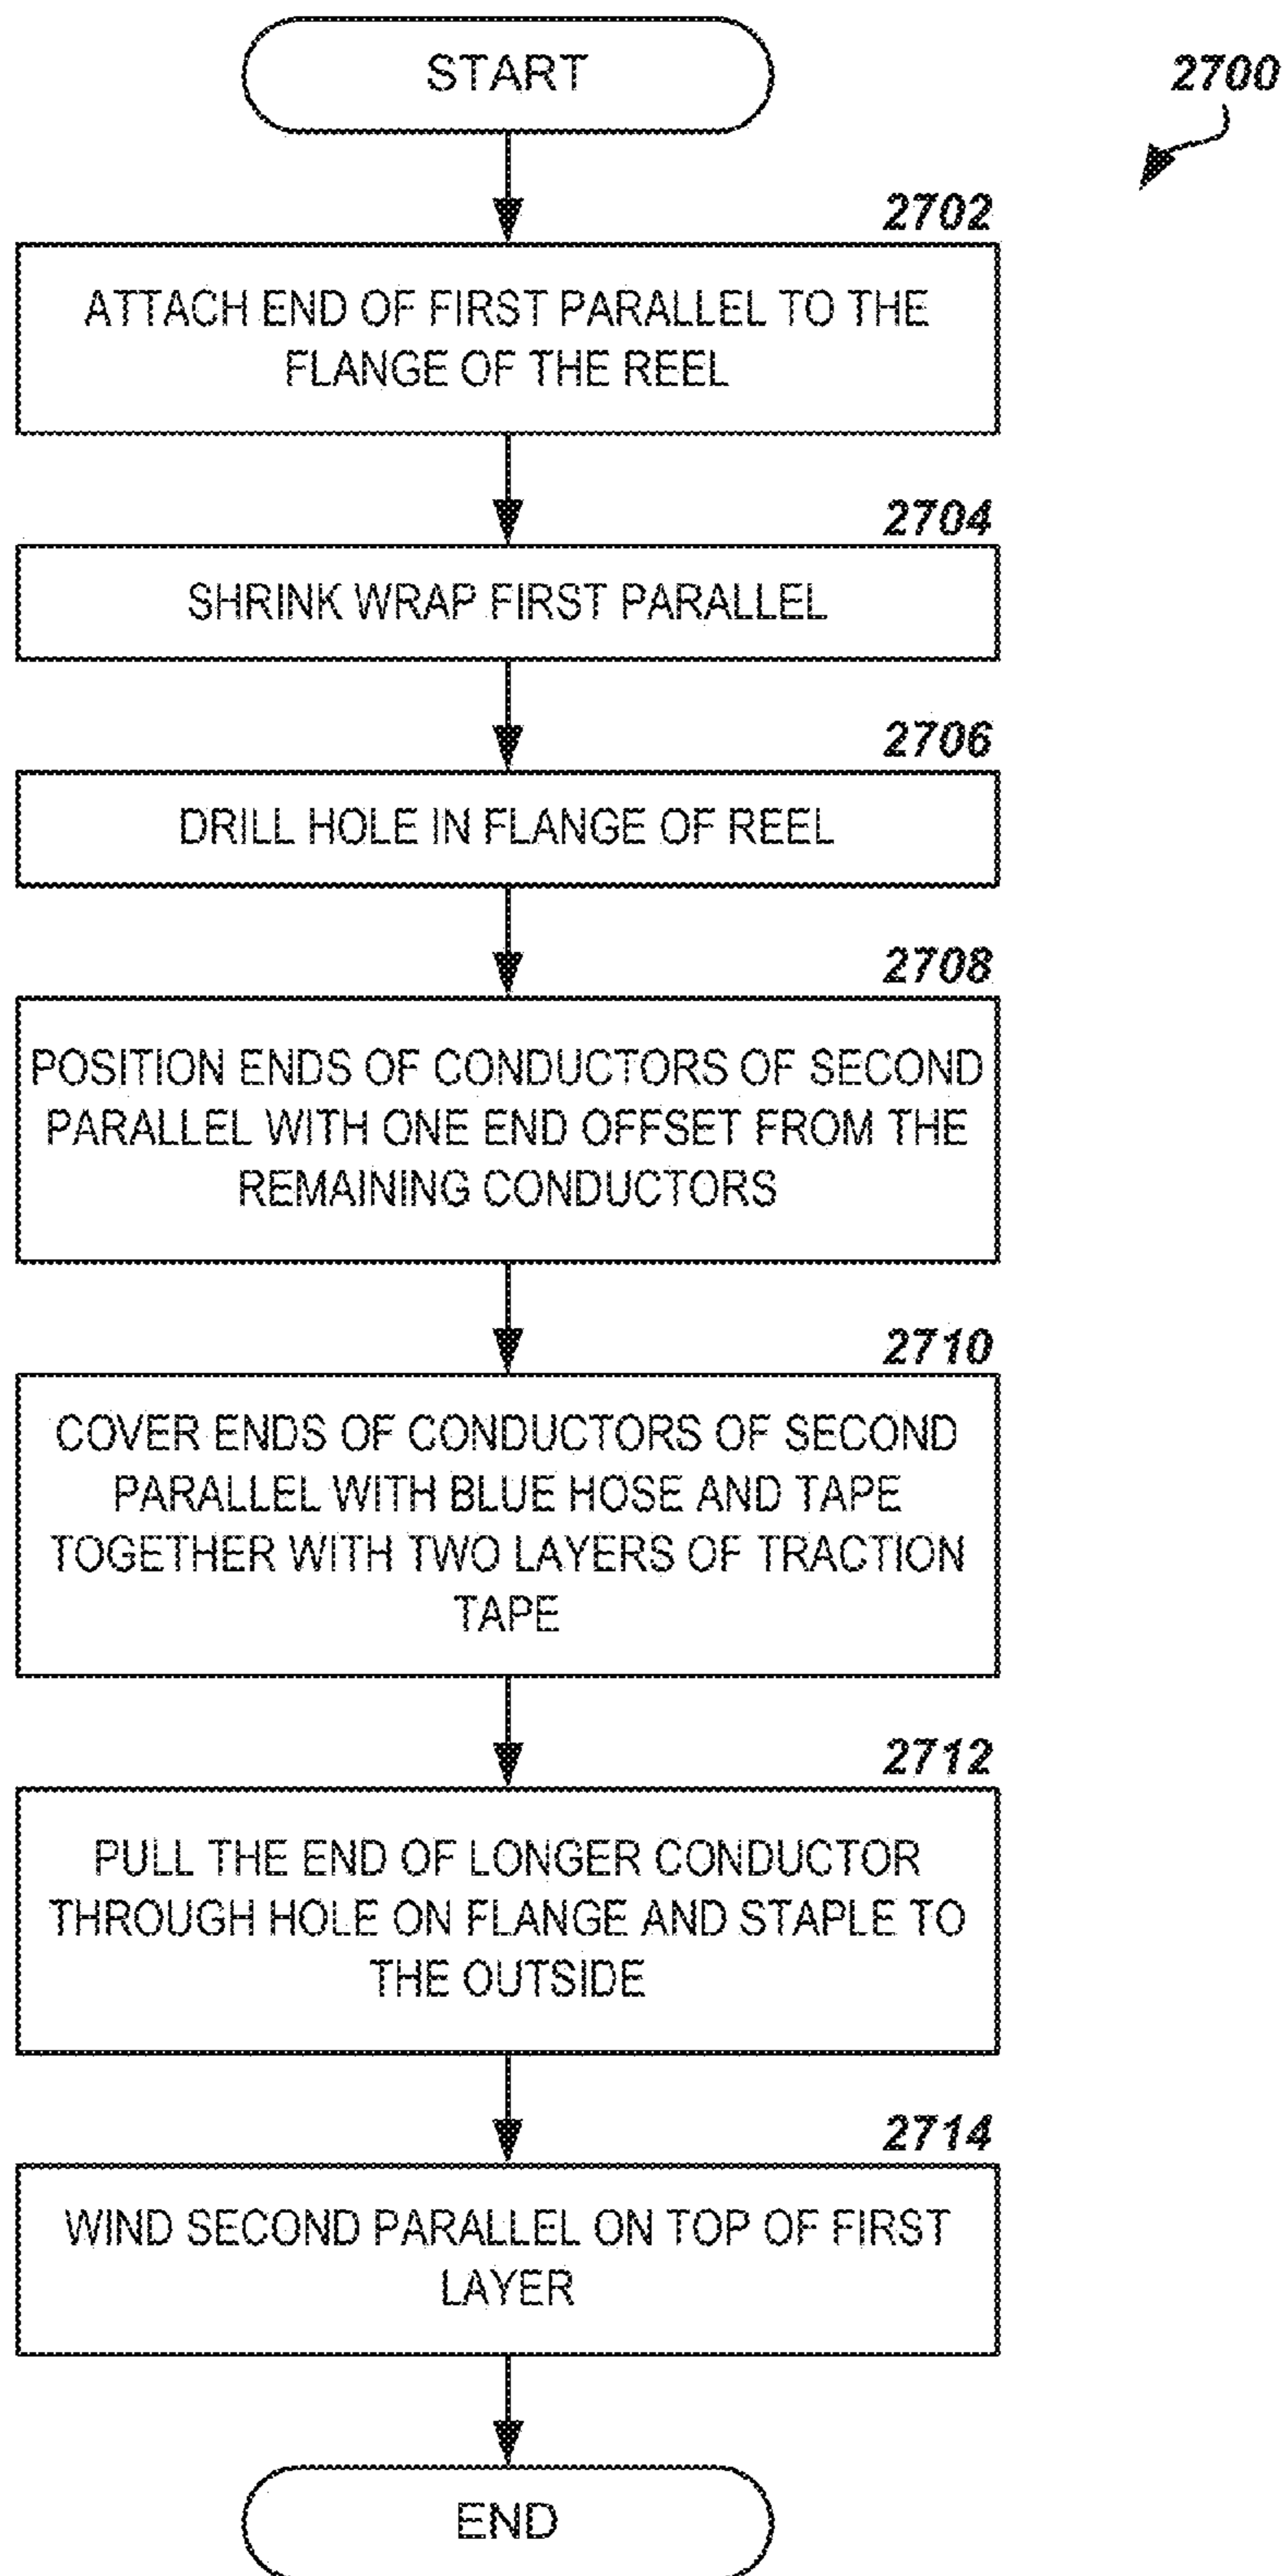 START
2700
2702
ATTACH END OF FIRST PARALLEL TO THE
FLANGE OF THE REEL
2704
SHRINK WRAP FIRST PARALLEL
2706
DRILL HOLE IN FLANGE OF REEL
2708
POSITION ENDS OF CONDUCTORS OF SECOND
PARALLEL WITH ONE END OFFSET FROM THE
REMAINING CONDUCTORS
2710
COVER ENDS OF CONDUCTORS OF SECOND
PARALLEL WITH BLUE HOSE AND TAPE
TOGETHER WITH TWO LAYERS OF TRACTION
TAPE
2712
PULL THE END OF LONGER CONDUCTOR
THROUGH HOLE ON FLANGE AND STAPLE TO
THE OUTSIDE
2714
WIND SECOND PARALLEL ON TOP OF FIRST
LAYER
END